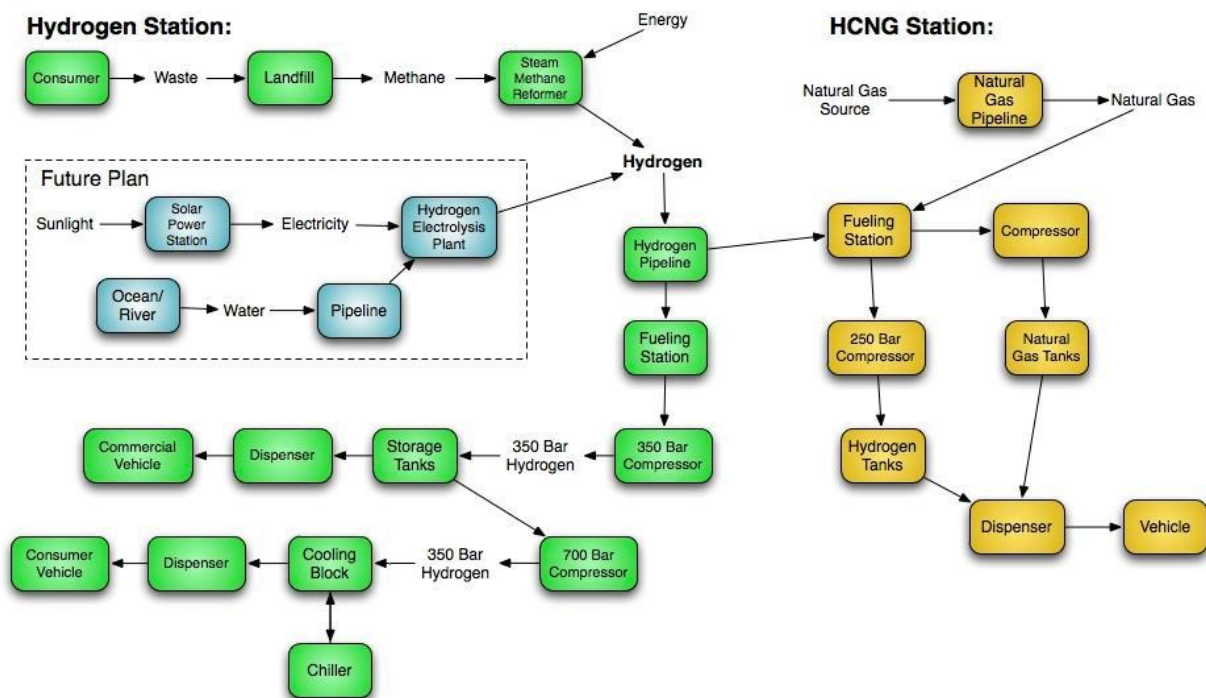 Hydrogen Station:
Energy
HCNG Station:
Consumer
Waste
Landfill
Methane
Steam
Methane
Reformer
Natural Gas
Source
Natural
Gas
Pipeline
Natural Gas
Hydrogen
Future Plan
Sunlight
Solar
Power
Station
Electricity
Hydrogen
Electrolysis
Plant
Ocean/
River
Water
Pipeline
Hydrogen
Pipeline
Fueling
Station
Compressor
Fueling
Station
250 Bar
Compressor
Natural
Gas Tanks
Commercial
Vehicle
Dispenser
Storage
Tanks
350 Bar
Hydrogen
350 Bar
Compressor
Hydrogen
Tanks
Dispenser
Vehicle
Consumer
Vehicle
Dispenser
Cooling
Block
350 Bar
Hydrogen
700 Bar
Compressor
Chiller